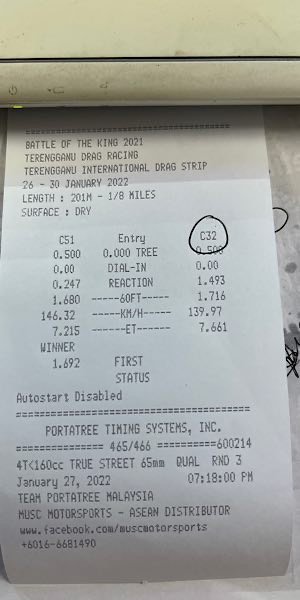 ==============================
BATTLE OF THE KING 2021
TERENGGANU DRAG RACING
TERENGGANU INTERNATIONAL DRAG STRIP
26 - 30 JANUARY 2022
LENGTH : 201M - 1/8 MILES
SURFACE : DRY
C51 Entry C32
0.500 0.000 TREE 0.500
0.00 DIAL-IN 0.00
0.247 REACTION 1.493
1.680 -----60FT----- 1.716
146.32 -----KM/H----- 139.97
7.215 ------ET------ 7.661
WINNER
1.692 FIRST
STATUS
Autostart Disabled
========================================
PORTATREE TIMING SYSTEMS, INC.
=============== 465/466 ==========600214
4T<160cc TRUE STREET 65mm QUAL RND 3
January 27, 2022 07:18:00 PM
TEAM PORTATREE MALAYSIA
MUSC MOTORSPORTS - ASEAN DISTRIBUTOR
www.facebook.com/muscmotorsports
+6016-6681490